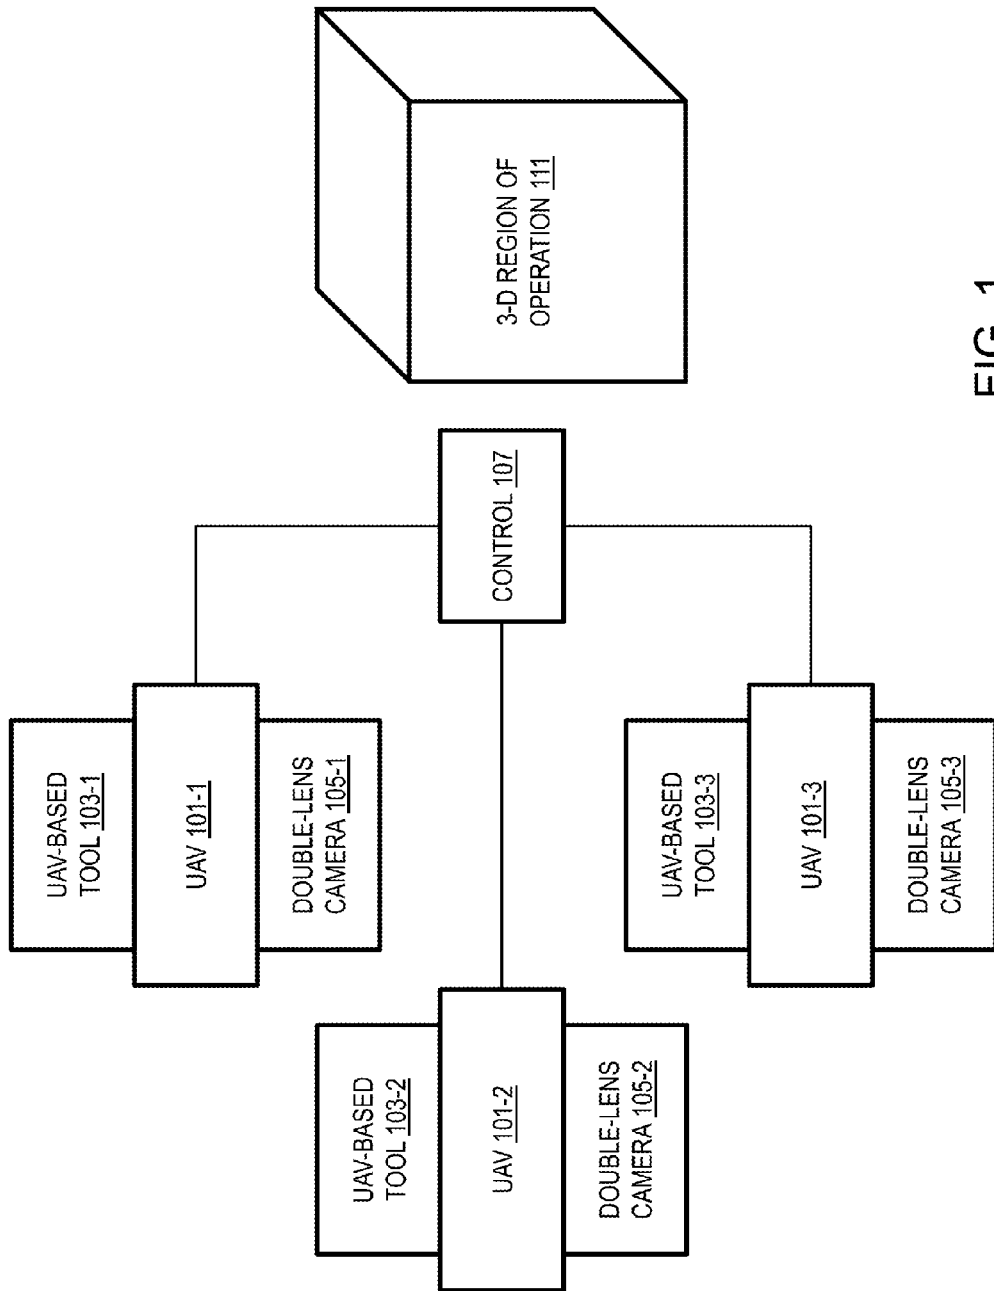 UAV-BASED
TOOL 103-1
UAV 101-1
DOUBLE-LENS
CAMERA 105-1
UAV-BASED
TOOL 103-2
UAV 101-2
DOUBLE-LENS
CAMERA 105-2
CONTROL 107
3-D REGION OF
OPERATION 111
UAV-BASED
TOOL 103-3
UAV 101-3
DOUBLE-LENS
CAMERA 105-3
FIG. 1